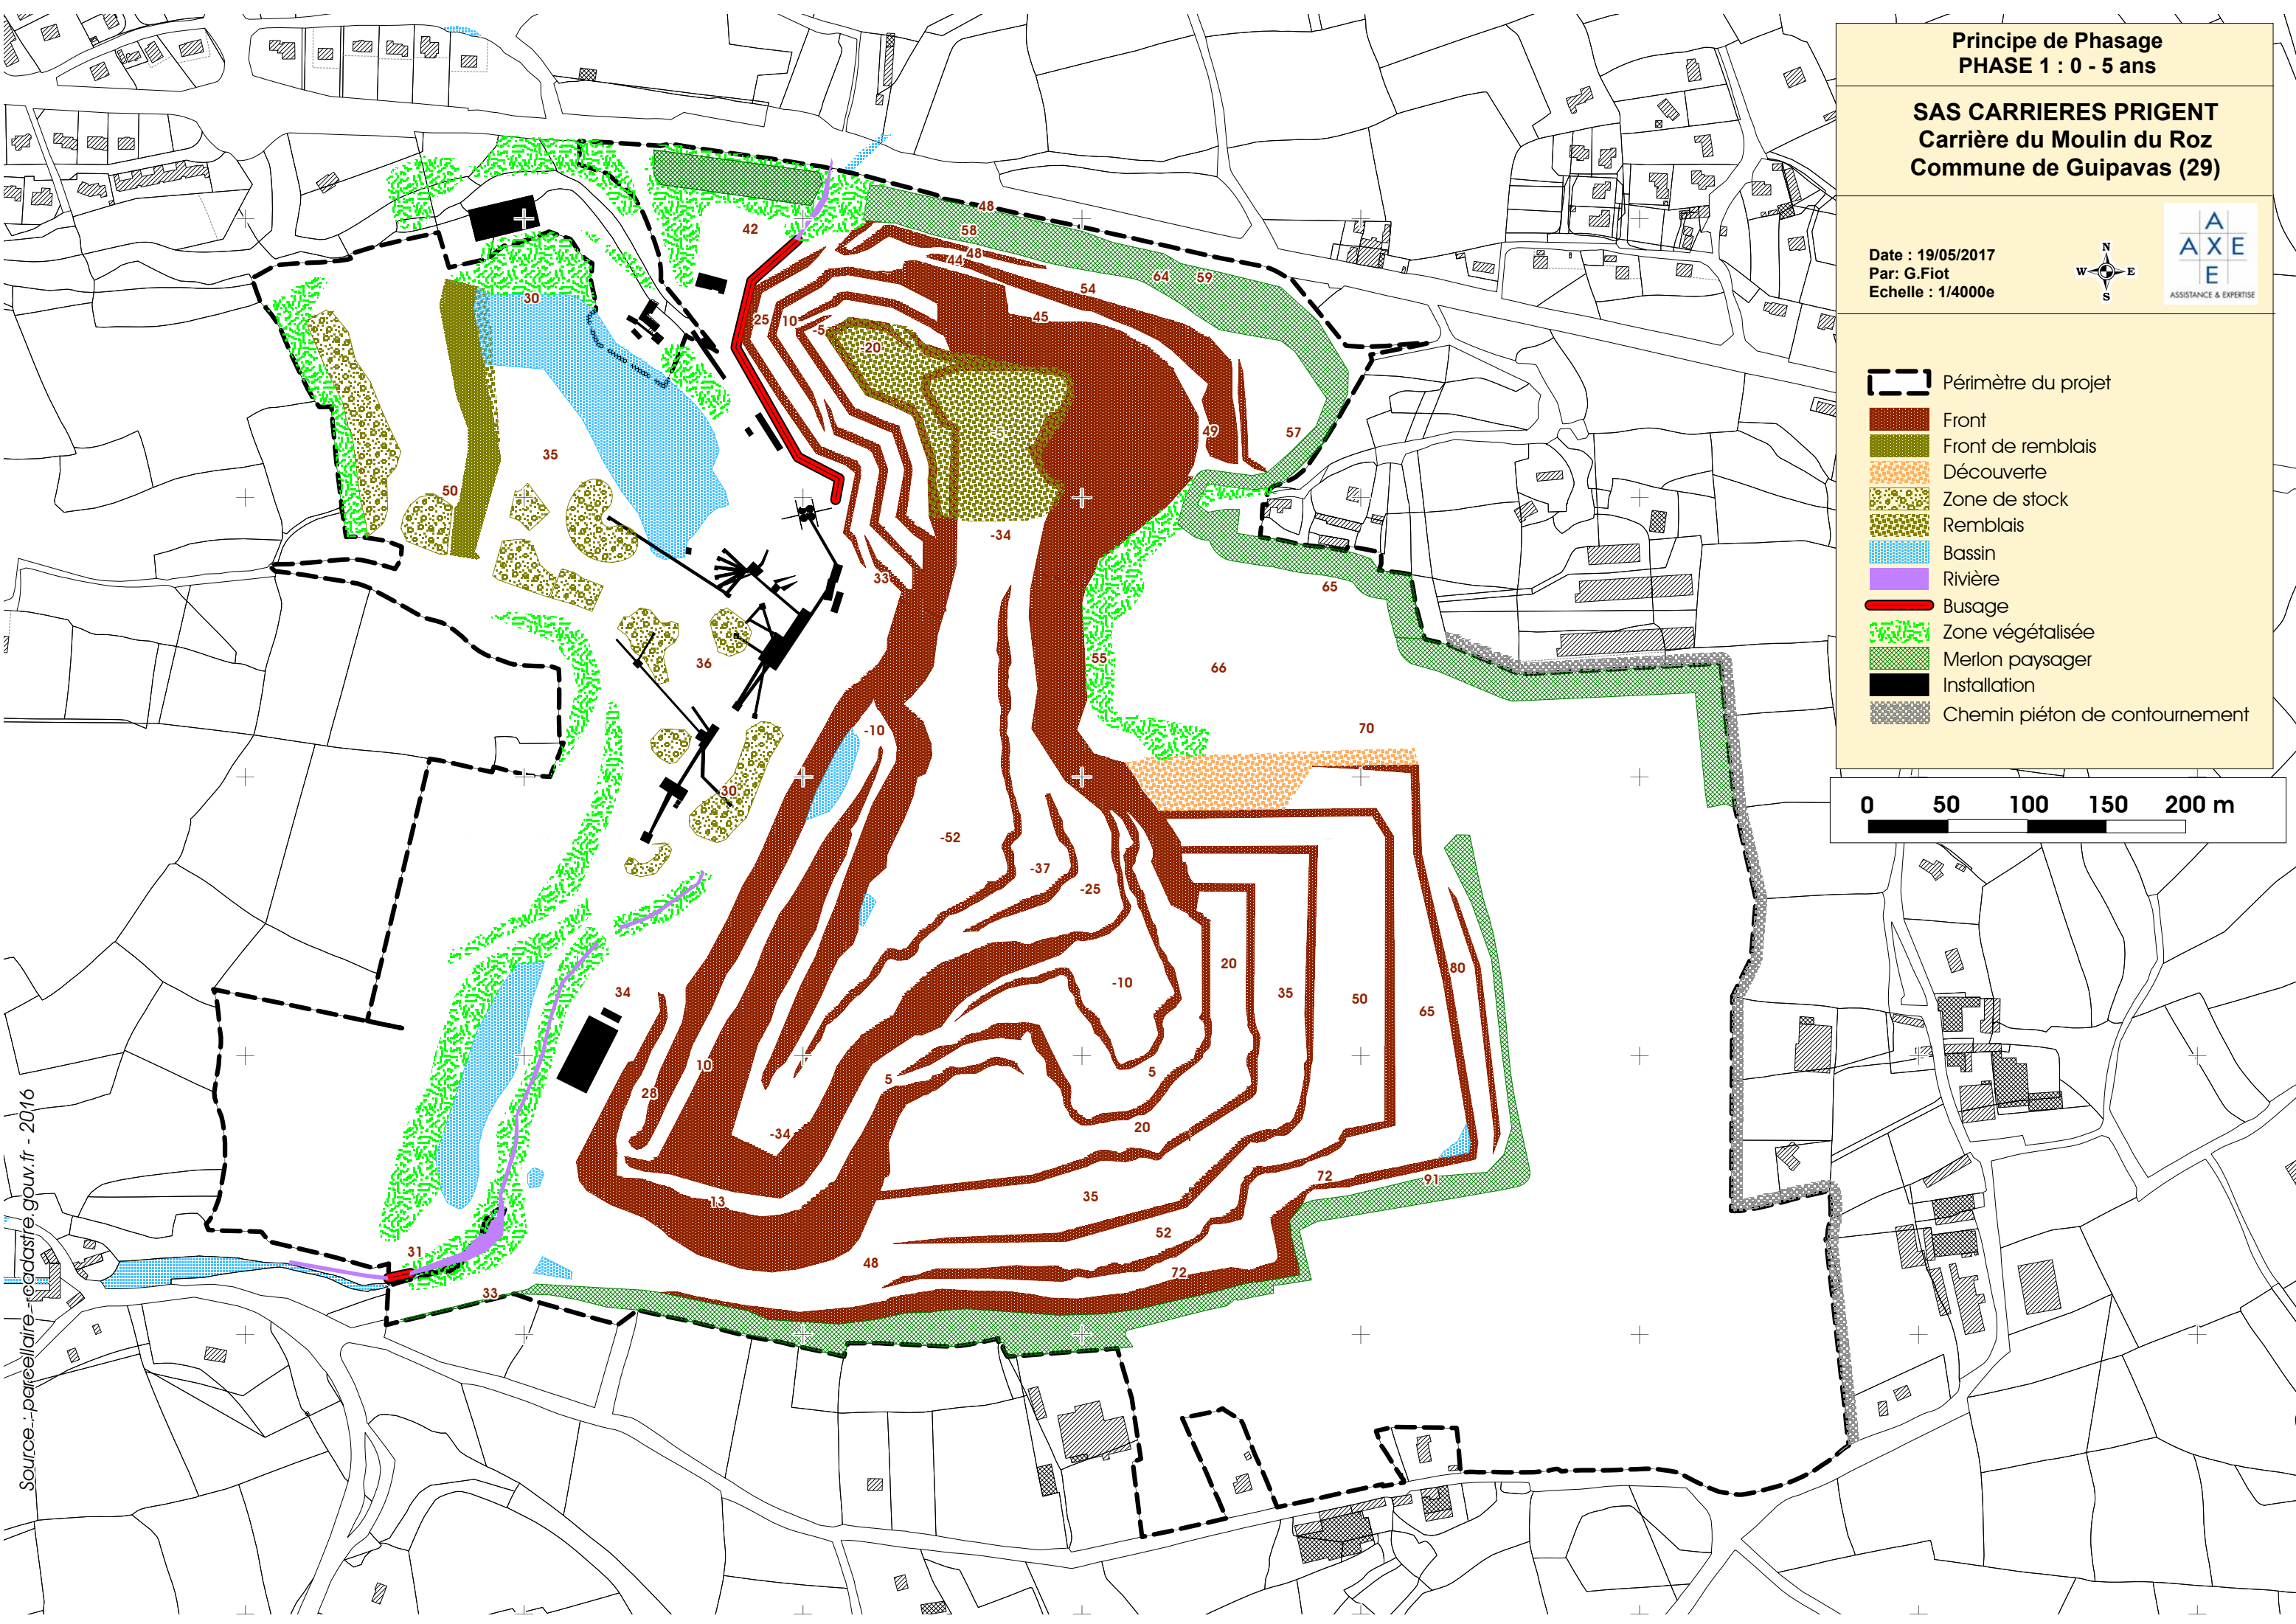 Principe de Phasage
PHASE 1 : 0 - 5 ans
SAS CARRIERES PRIGENT
Carrière du Moulin du Roz
Commune de Guipavas (29)
Date : 19/05/2017
Par: G.Fiot
Echelle : 1/4000e
N
W
E
S
A
A X E
E
ASSISTANCE & EXPERTISE
Périmètre du projet
Front
Front de remblais
Découverte
Zone de stock
Remblais
Bassin
Rivière
Busage
Zone végétalisée
Merlon paysager
Installation
Chemin piéton de contournement
0 50 100 150 200 m
48
42
58
48
44
64
59
54
30
25
10
-5
45
-20
49
57
35
50
-34
33
65
55
36
66
70
-10
30
-52
-37
-25
20
80
-10
34
35
50
65
10
5
5
28
20
-34
72
91
13
35
52
31
48
72
33
Source : parcellaire - cadastre.gouv.fr - 2016